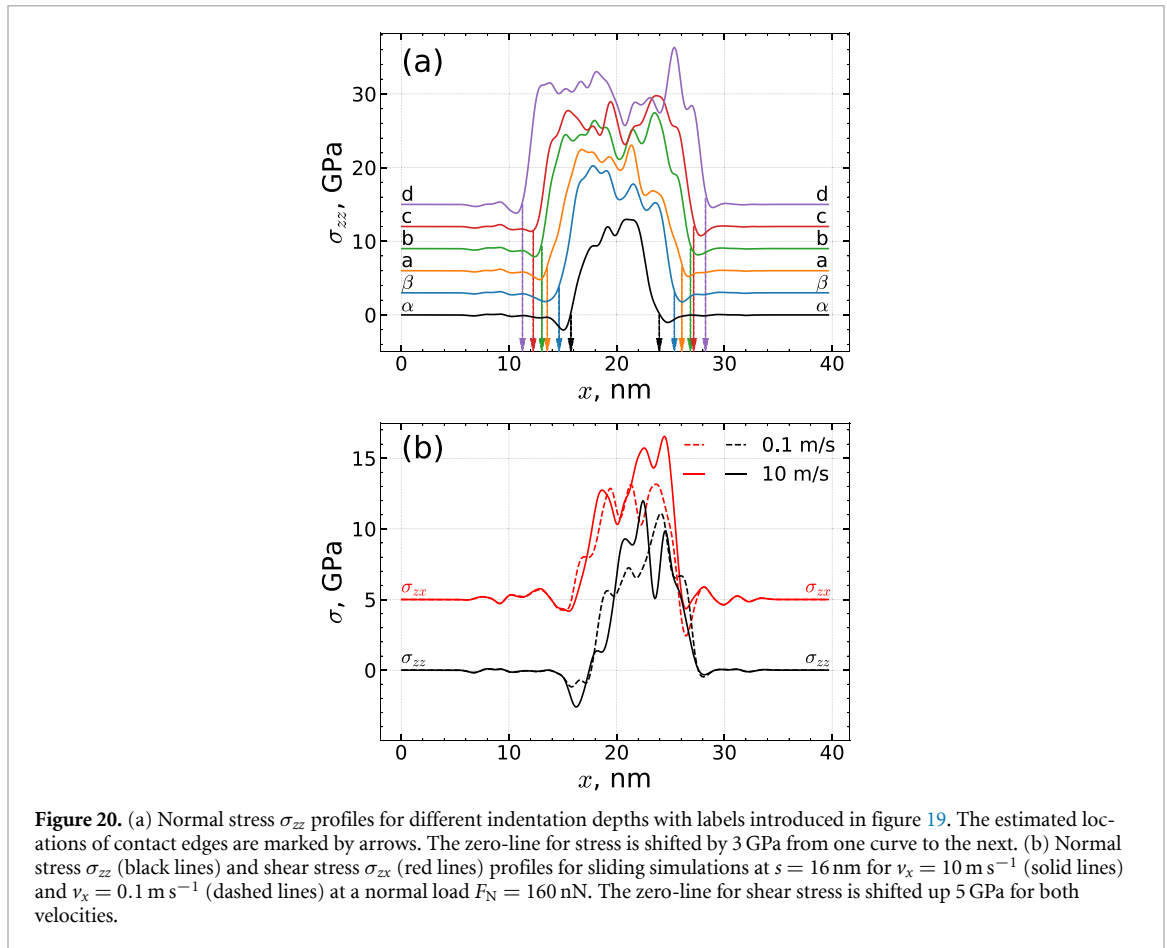 (a)
30
20
10
0
σzz, GPa
d d
c c
b b
a a
β β
α α
0 10 20 30 40
x, nm
(b)
0.1 m/s
10 m/s
15
10
5
0
σ, GPa
σzx σzx
σzz σzz
0 10 20 30 40
x, nm
Figure 20. (a) Normal stress σzz profiles for different indentation depths with labels introduced in figure 19. The estimated loc-
ations of contact edges are marked by arrows. The zero-line for stress is shifted by 3 GPa from one curve to the next. (b) Normal
stress σzz (black lines) and shear stress σzx (red lines) profiles for sliding simulations at s = 16 nm for νx = 10 m s−1 (solid lines)
and νx = 0.1 m s−1 (dashed lines) at a normal load FN = 160 nN. The zero-line for shear stress is shifted up 5 GPa for both
velocities.